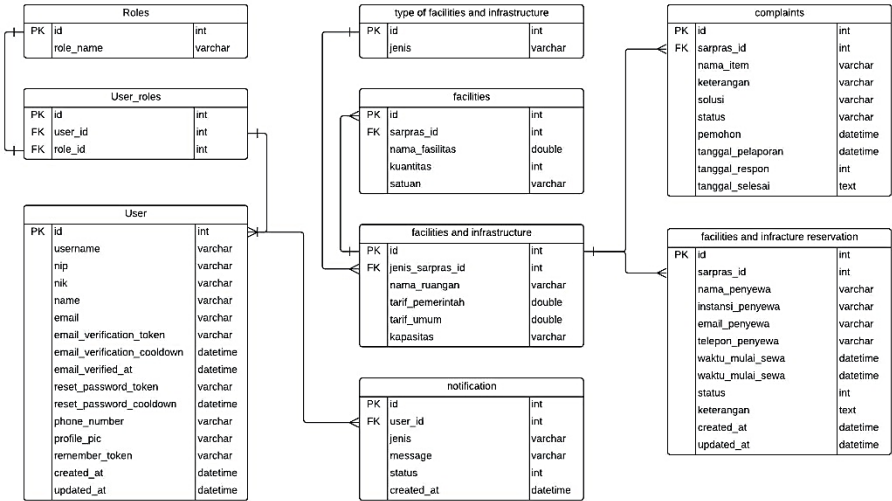 Roles
PK id int
role_name varchar
User_roles
PK id int
FK user_id int
FK role_id int
User
PK id int
username varchar
nip varchar
nik varchar
name varchar
email varchar
email_verification_token varchar
email_verification_cooldown datetime
email_verified_at datetime
reset_password_token varchar
reset_password_cooldown datetime
phone_number varchar
profile_pic varchar
remember_token varchar
created_at datetime
updated_at datetime
type of facilities and infrastructure
PK id int
jenis varchar
facilities
PK id int
FK sarpras_id int
nama_fasilitas double
kuantitas int
satuan varchar
facilities and infrastructure
PK id int
FK jenis_sarpras_id int
nama_ruangan varchar
tarif_pemerintah double
tarif_umum double
kapasitas varchar
notification
PK id int
FK user_id int
jenis varchar
message varchar
status int
created_at datetime
complaints
PK id int
FK sarpras_id int
nama_item varchar
keterangan varchar
solusi varchar
status varchar
pemohon datetime
tanggal_pelaporan datetime
tanggal_respon int
tanggal_selesai text
facilities and infracture reservation
PK id int
sarpras_id int
nama_penyewa varchar
instansi_penyewa varchar
email_penyewa varchar
telepon_penyewa varchar
waktu_mulai_sewa datetime
waktu_mulai_sewa datetime
status int
keterangan text
created_at datetime
updated_at datetime